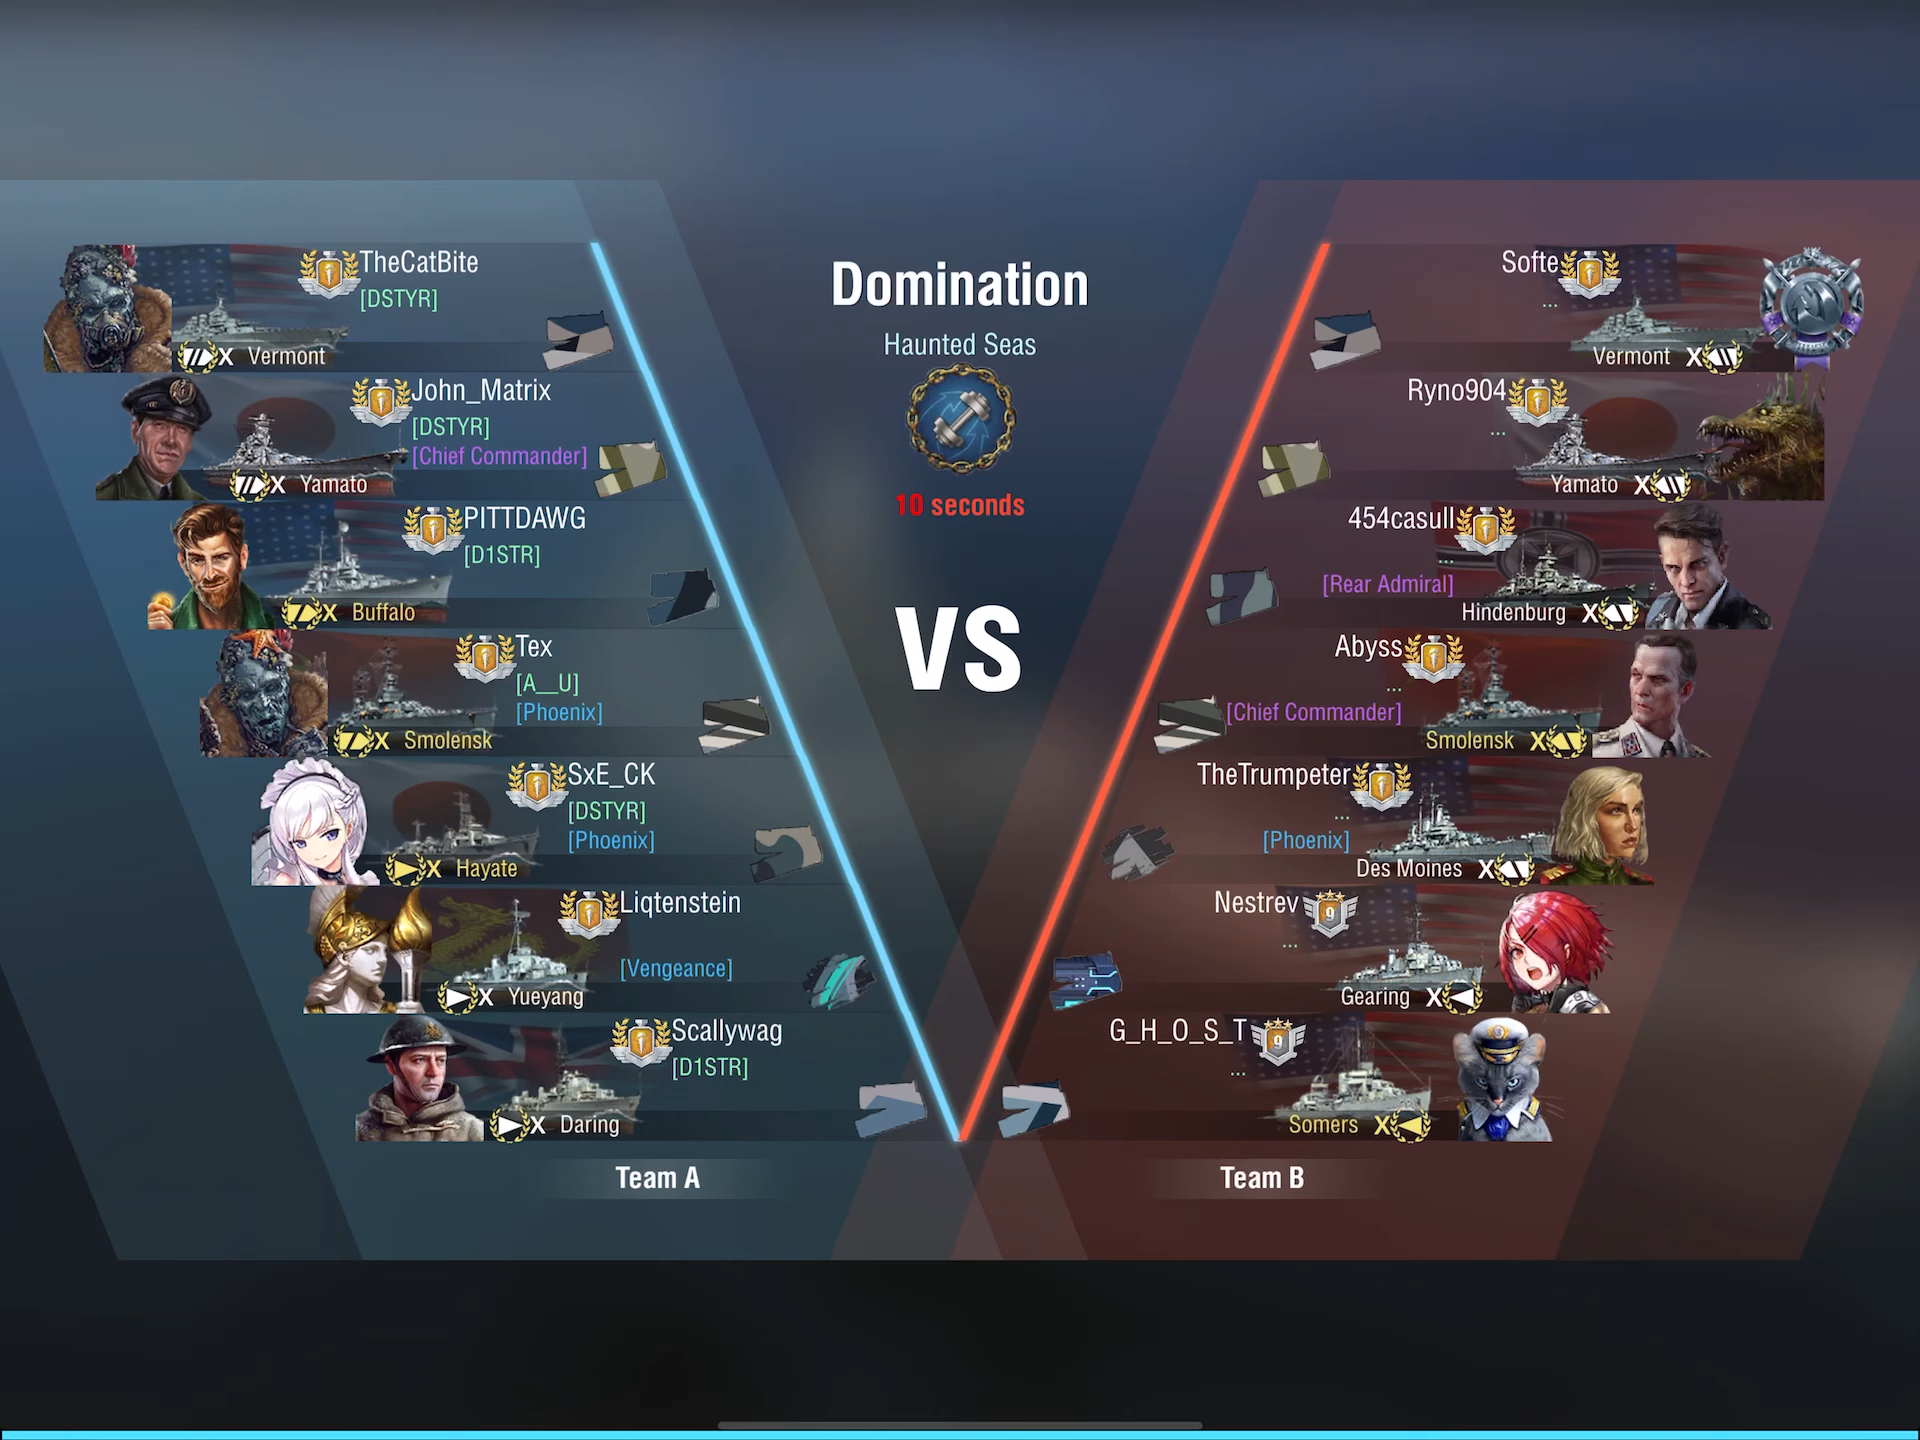 Domination
Haunted Seas
10 seconds
VS
TheCatBite
[DSTYR]
X Vermont
John_Matrix
[DSTYR]
[Chief Commander]
X Yamato
PITTDAWG
[D1STR]
X Buffalo
Tex
[A__U]
[Phoenix]
X Smolensk
SxE_CK
[DSTYR]
[Phoenix]
X Hayate
Liqtenstein
[Vengeance]
X Yueyang
Scallywag
[D1STR]
X Daring
Team A
Softe
...
Vermont X
Ryno904
...
Yamato X
454casull
...
[Rear Admiral]
Hindenburg X
Abyss
...
[Chief Commander]
Smolensk X
TheTrumpeter
...
[Phoenix]
Des Moines X
Nestrev
9
...
Gearing X
G_H_O_S_T
9
...
Somers X
Team B